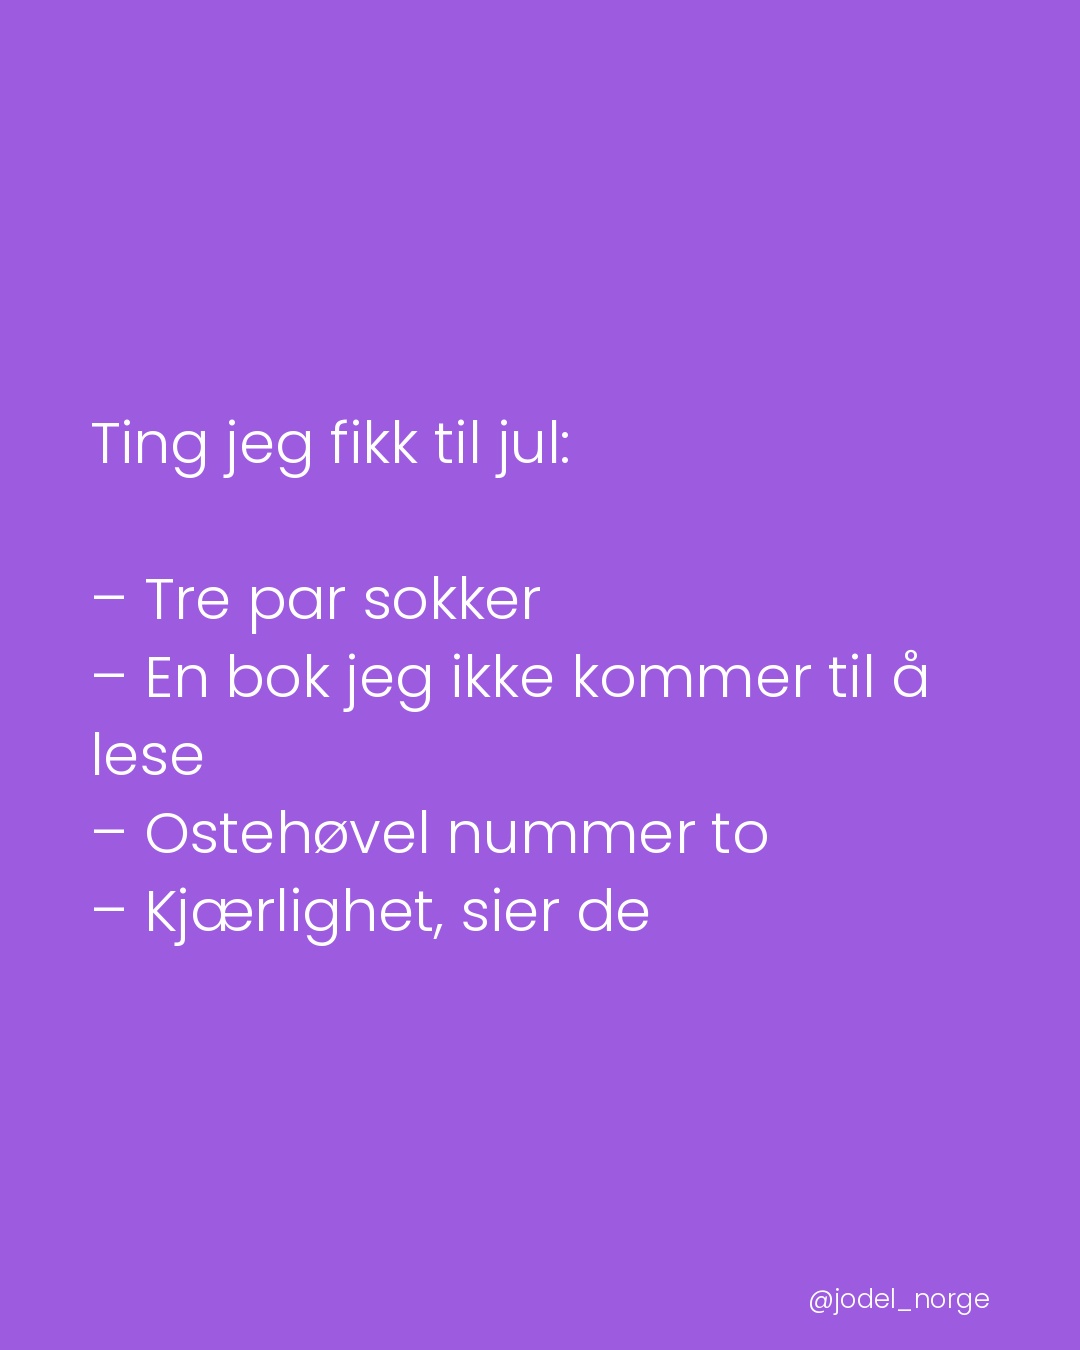 Ting jeg fikk til jul:
– Tre par sokker
– En bok jeg ikke kommer til å
lese
– Ostehøvel nummer to
– Kjærlighet, sier de
@jodel_norge